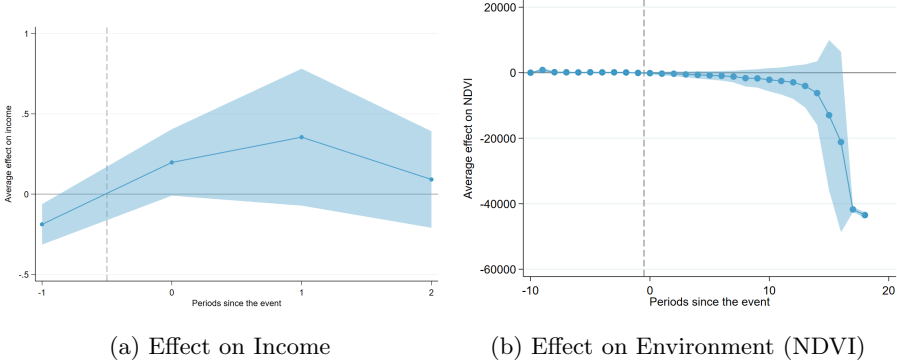 Average effect on income
1
.5
0
-.5
-1 0 1 2
Periods since the event
(a) Effect on Income
Average effect on NDVI
20000
0
-20000
-40000
-60000
-10 0 10 20
Periods since the event
(b) Effect on Environment (NDVI)